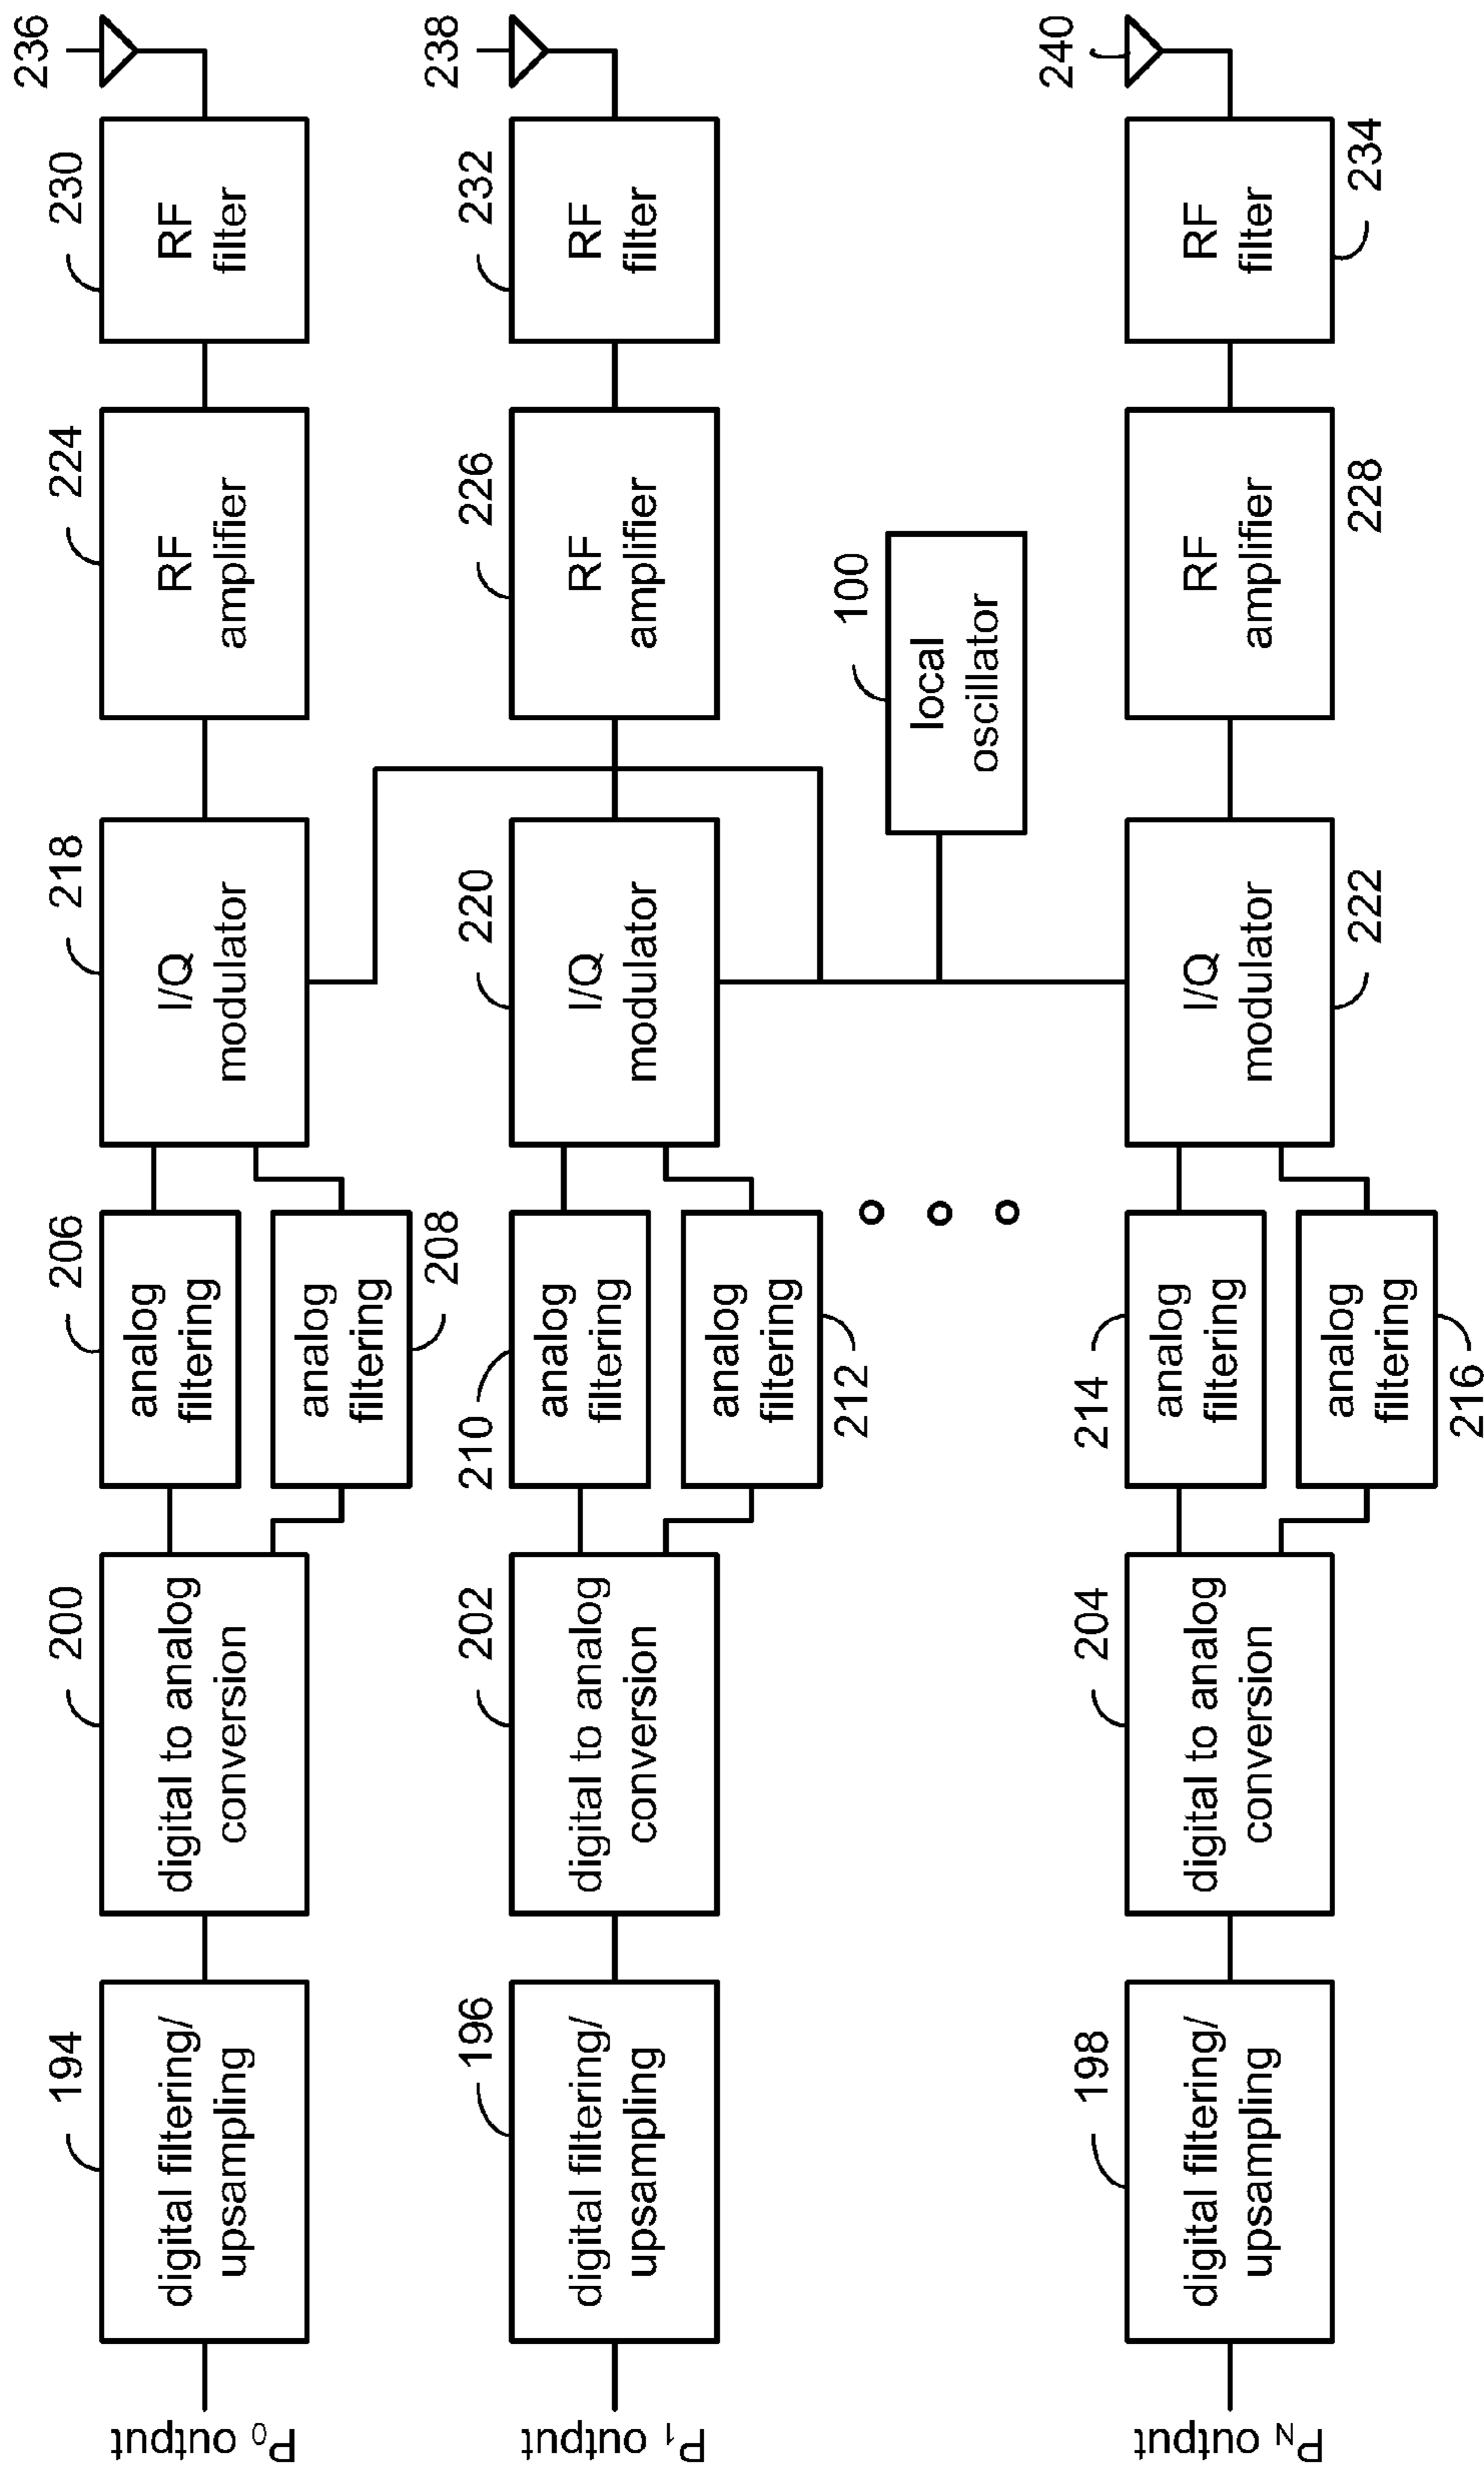 P0 output
194
digital filtering/
upsampling
200
digital to analog
conversion
206
analog
filtering
analog
filtering
208
218
I/Q
modulator
224
RF
amplifier
230
RF
filter
236
P1 output
196
digital filtering/
upsampling
202
digital to analog
conversion
210
analog
filtering
analog
filtering
212
220
I/Q
modulator
226
RF
amplifier
232
RF
filter
238
100
local
oscillator
PN output
198
digital filtering/
upsampling
204
digital to analog
conversion
214
analog
filtering
analog
filtering
216
I/Q
modulator
222
RF
amplifier
228
RF
filter
234
240